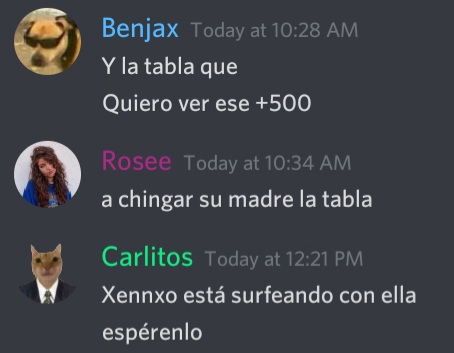 Benjax Today at 10:28 AM
Y la tabla que
Quiero ver ese +500
Rosee Today at 10:34 AM
a chingar su madre la tabla
Carlitos Today at 12:21 PM
Xennxo está surfeando con ella
espérenlo